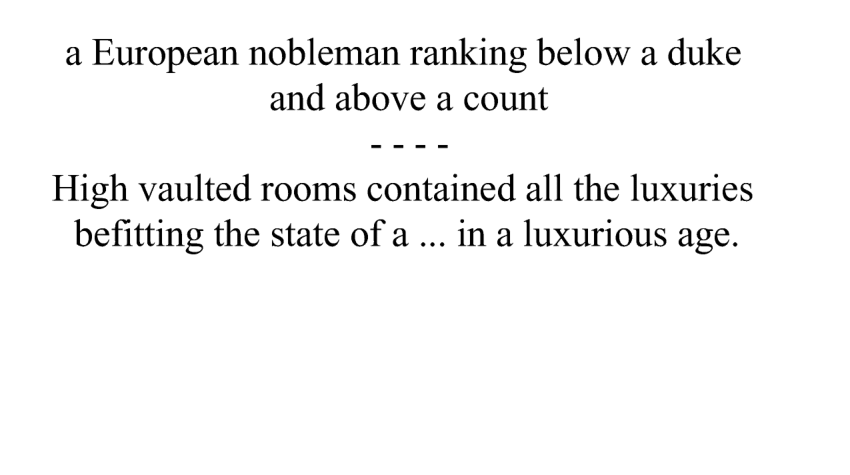 a European nobleman ranking below a duke
and above a count
- - - -
High vaulted rooms contained all the luxuries
befitting the state of a ... in a luxurious age.